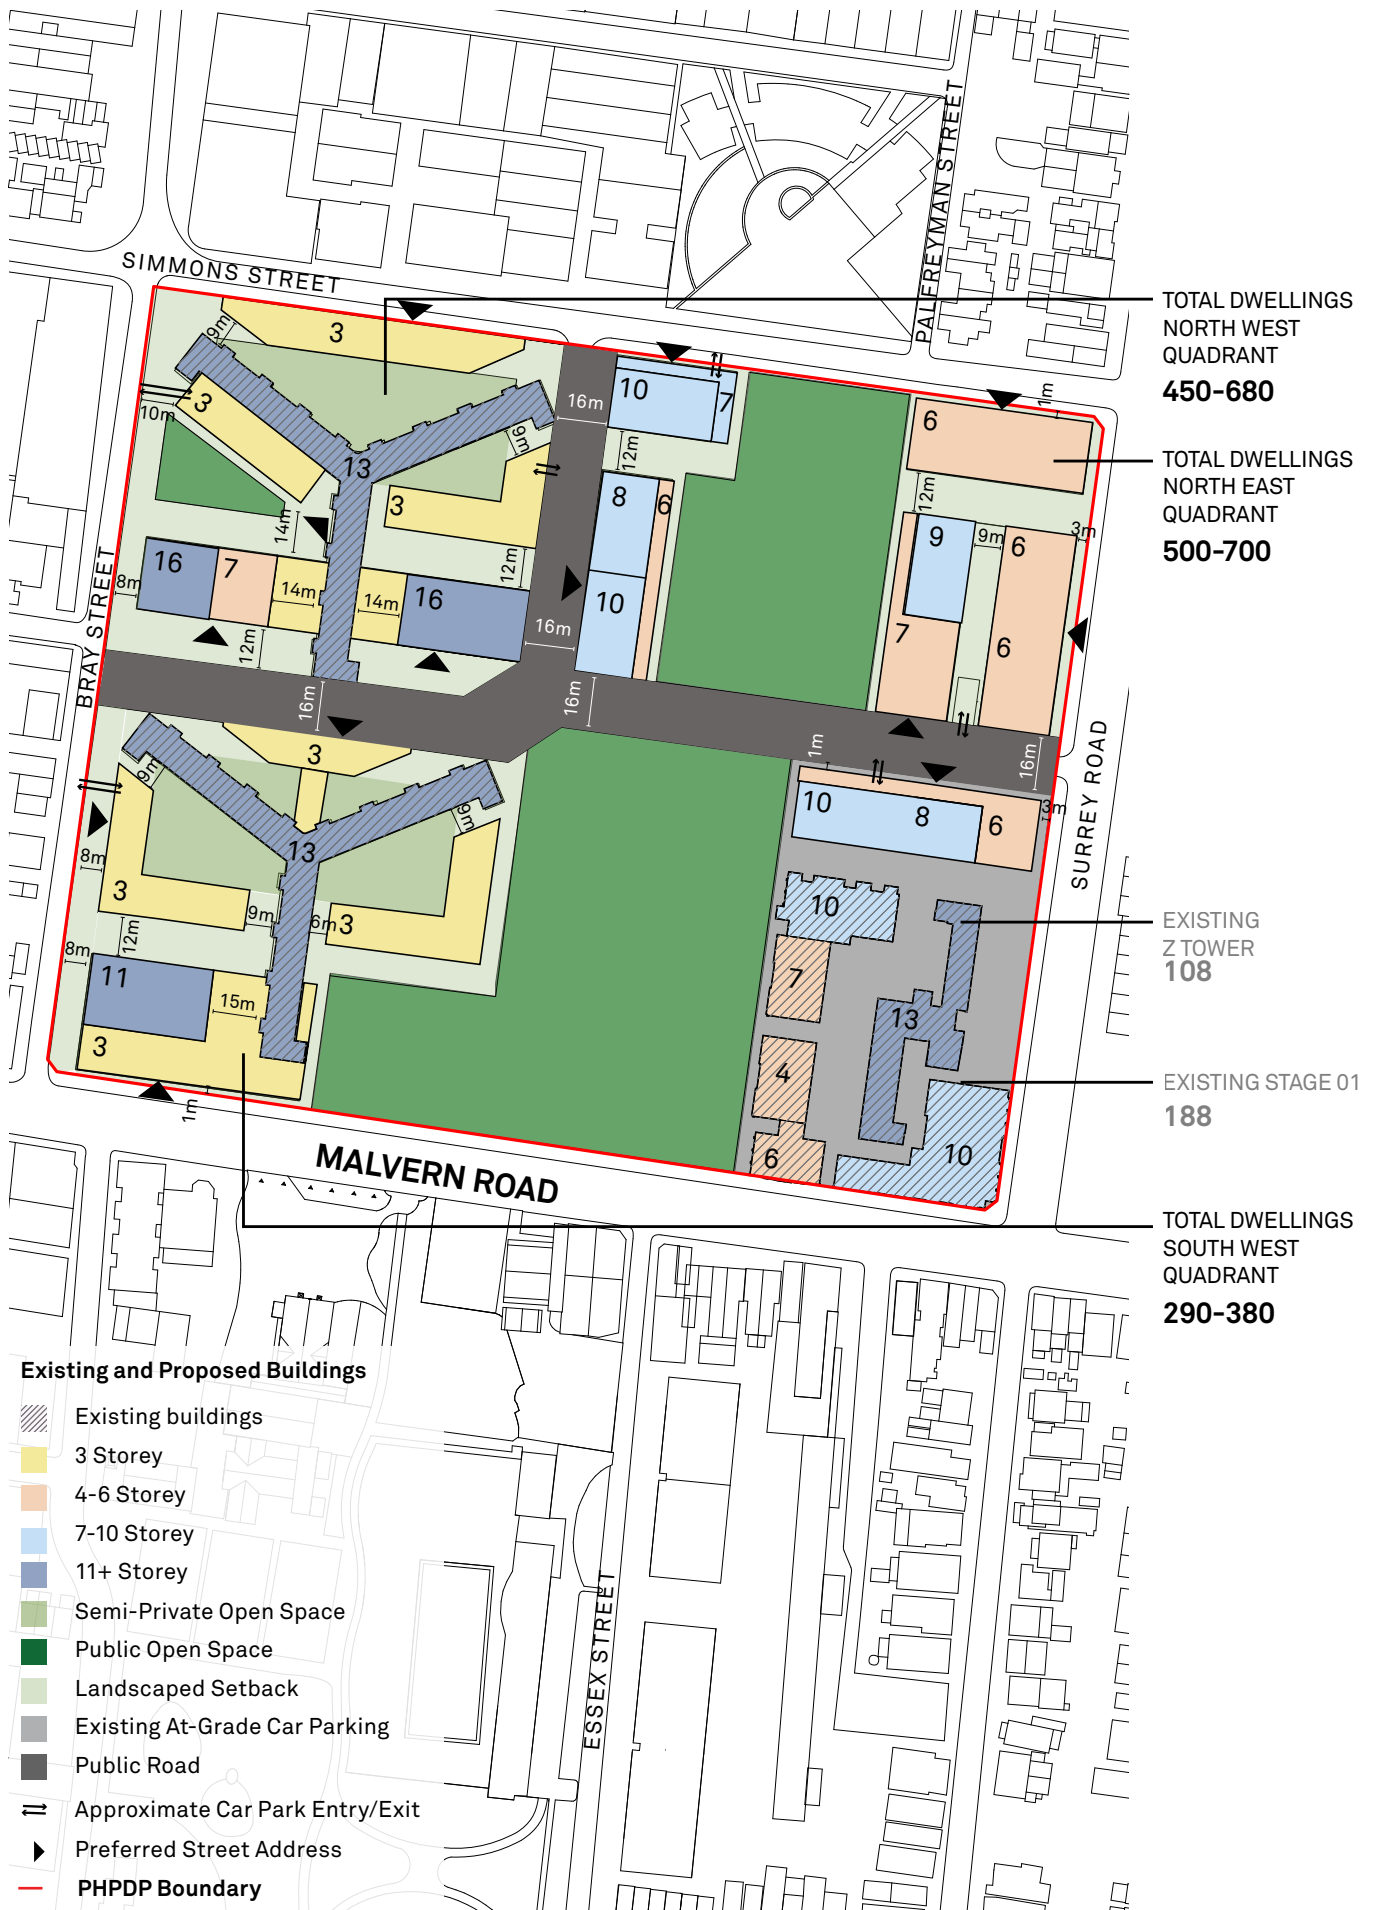 PALFREYMAN STREET
SIMMONS STREET
TOTAL DWELLINGS
NORTH WEST
QUADRANT
450-680
TOTAL DWELLINGS
NORTH EAST
QUADRANT
500-700
9m
3
1m
10
7
16m
6
3
10m
9m
12m
12m
13
8
6
3
9
9m
6
3m
14m
12m
16
7
14m
14m
16
10
8m
16m
7
6
12m
BRAY STREET
16m
16m
3
1m
16m
9m
10
8
6
3m
9m
SURREY ROAD
13
8m
3
9m
6m
3
10
12m
8m
EXISTING
Z TOWER
108
11
15m
7
13
3
4
EXISTING STAGE 01
188
1m
6
10
MALVERN ROAD
TOTAL DWELLINGS
SOUTH WEST
QUADRANT
290-380
ESSEX STREET
Existing and Proposed Buildings
Existing buildings
3 Storey
4-6 Storey
7-10 Storey
11+ Storey
Semi-Private Open Space
Public Open Space
Landscaped Setback
Existing At-Grade Car Parking
Public Road
Approximate Car Park Entry/Exit
Preferred Street Address
PHPDP Boundary